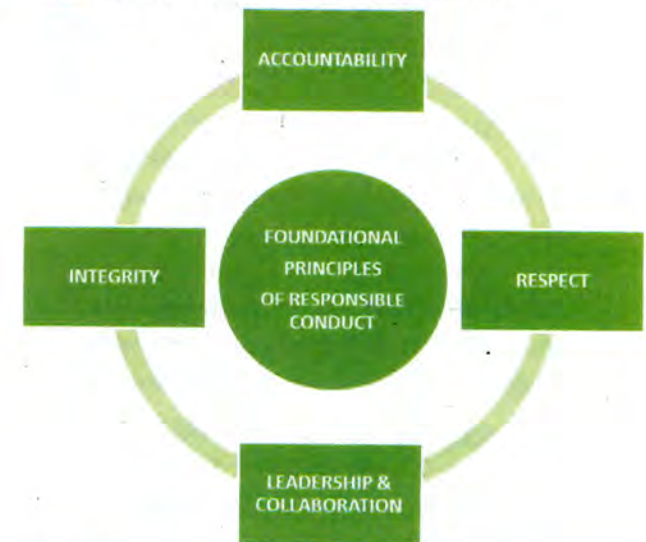 ACCOUNTABILITY
FOUNDATIONAL
PRINCIPLES
OF RESPONSIBLE
CONDUCT
INTEGRITY
RESPECT
LEADERSHIP &
COLLABORATION